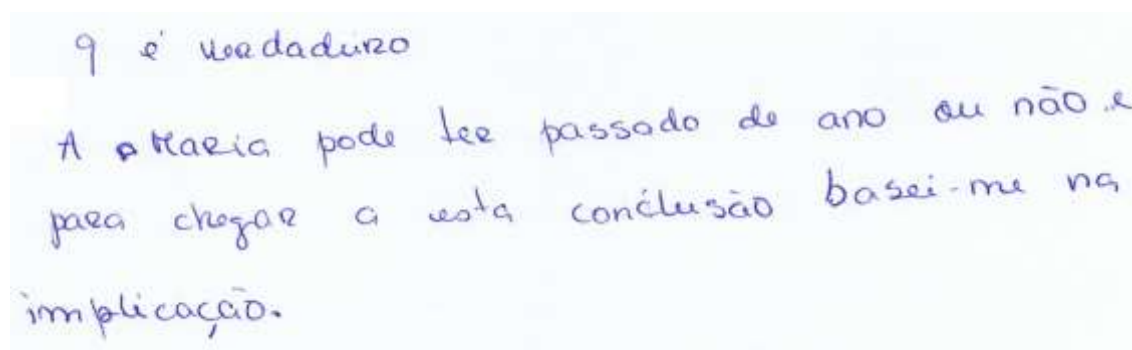 q é verdadeiro
A Maria pode ter passado de ano ou não e
para chegar a esta conclusão basei-me na
implicação.